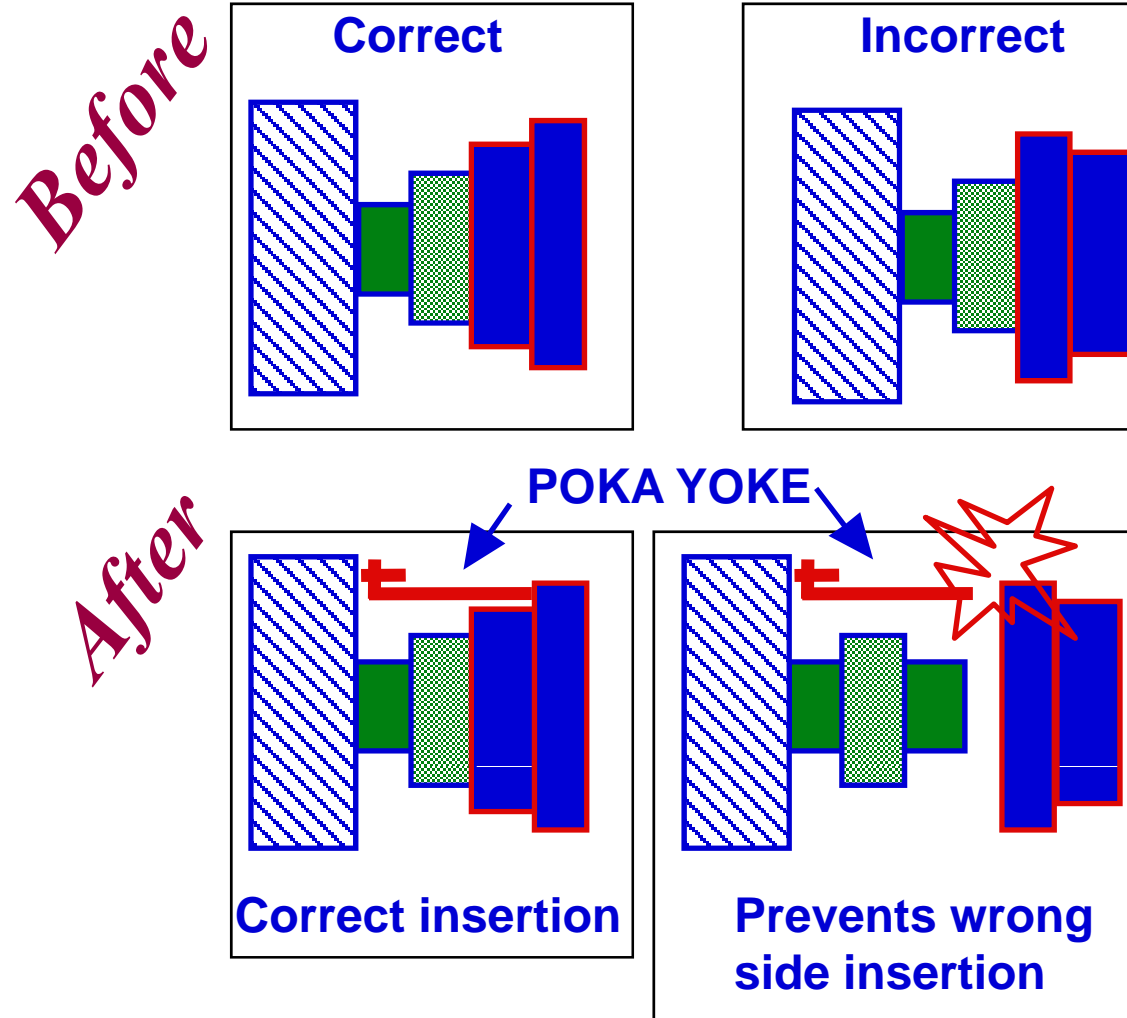 Before
Correct
Incorrect
After
POKA YOKE
Correct insertion
Prevents wrong
side insertion